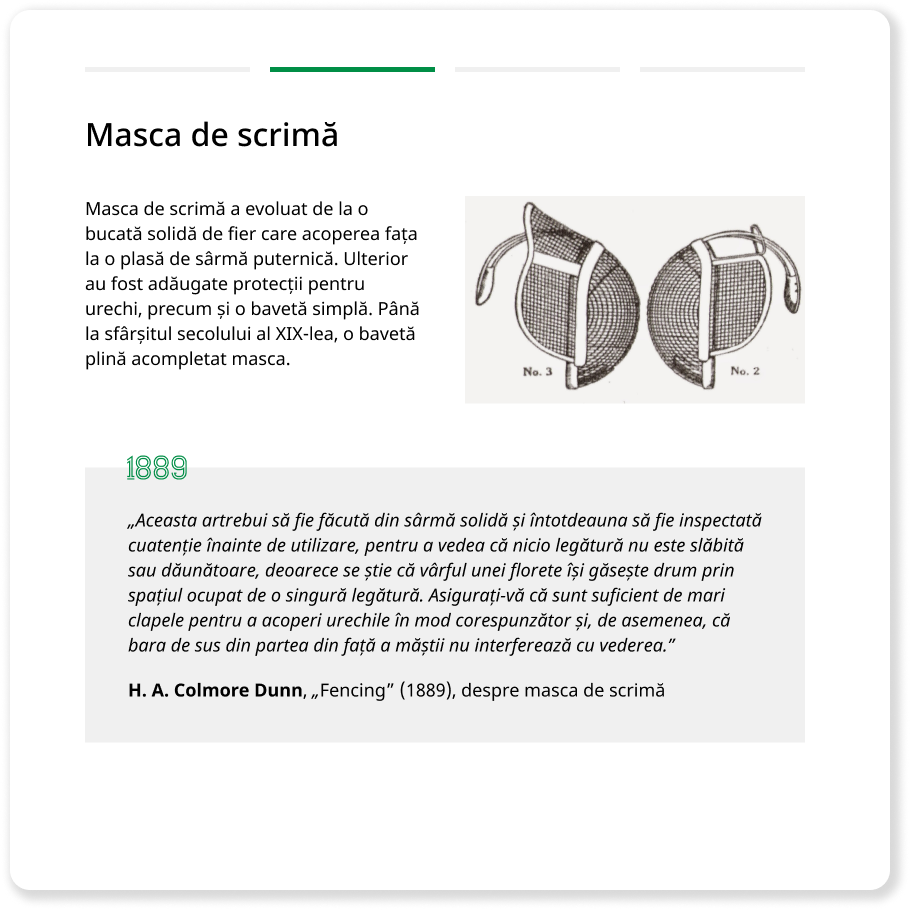 Masca de scrimă
Masca de scrimă a evoluat de la o
bucată solidă de fier care acoperea fața
la o plasă de sârmă puternică. Ulterior
au fost adăugate protecții pentru
urechi, precum și o bavetă simplă. Până
la sfârșitul secolului al XIX-lea, o bavetă
plină acompletat masca.
No. 3
No. 2
1889
„Aceasta artrebui să fie făcută din sârmă solidă și întotdeauna să fie inspectată
cuatenție înainte de utilizare, pentru a vedea că nicio legătură nu este slăbită
sau dăunătoare, deoarece se știe că vârful unei florete își găsește drum prin
spațiul ocupat de o singură legătură. Asigurați-vă că sunt suficient de mari
clapele pentru a acoperi urechile în mod corespunzător și, de asemenea, că
bara de sus din partea din față a măștii nu interferează cu vederea.”
H. A. Colmore Dunn, „Fencing” (1889), despre masca de scrimă